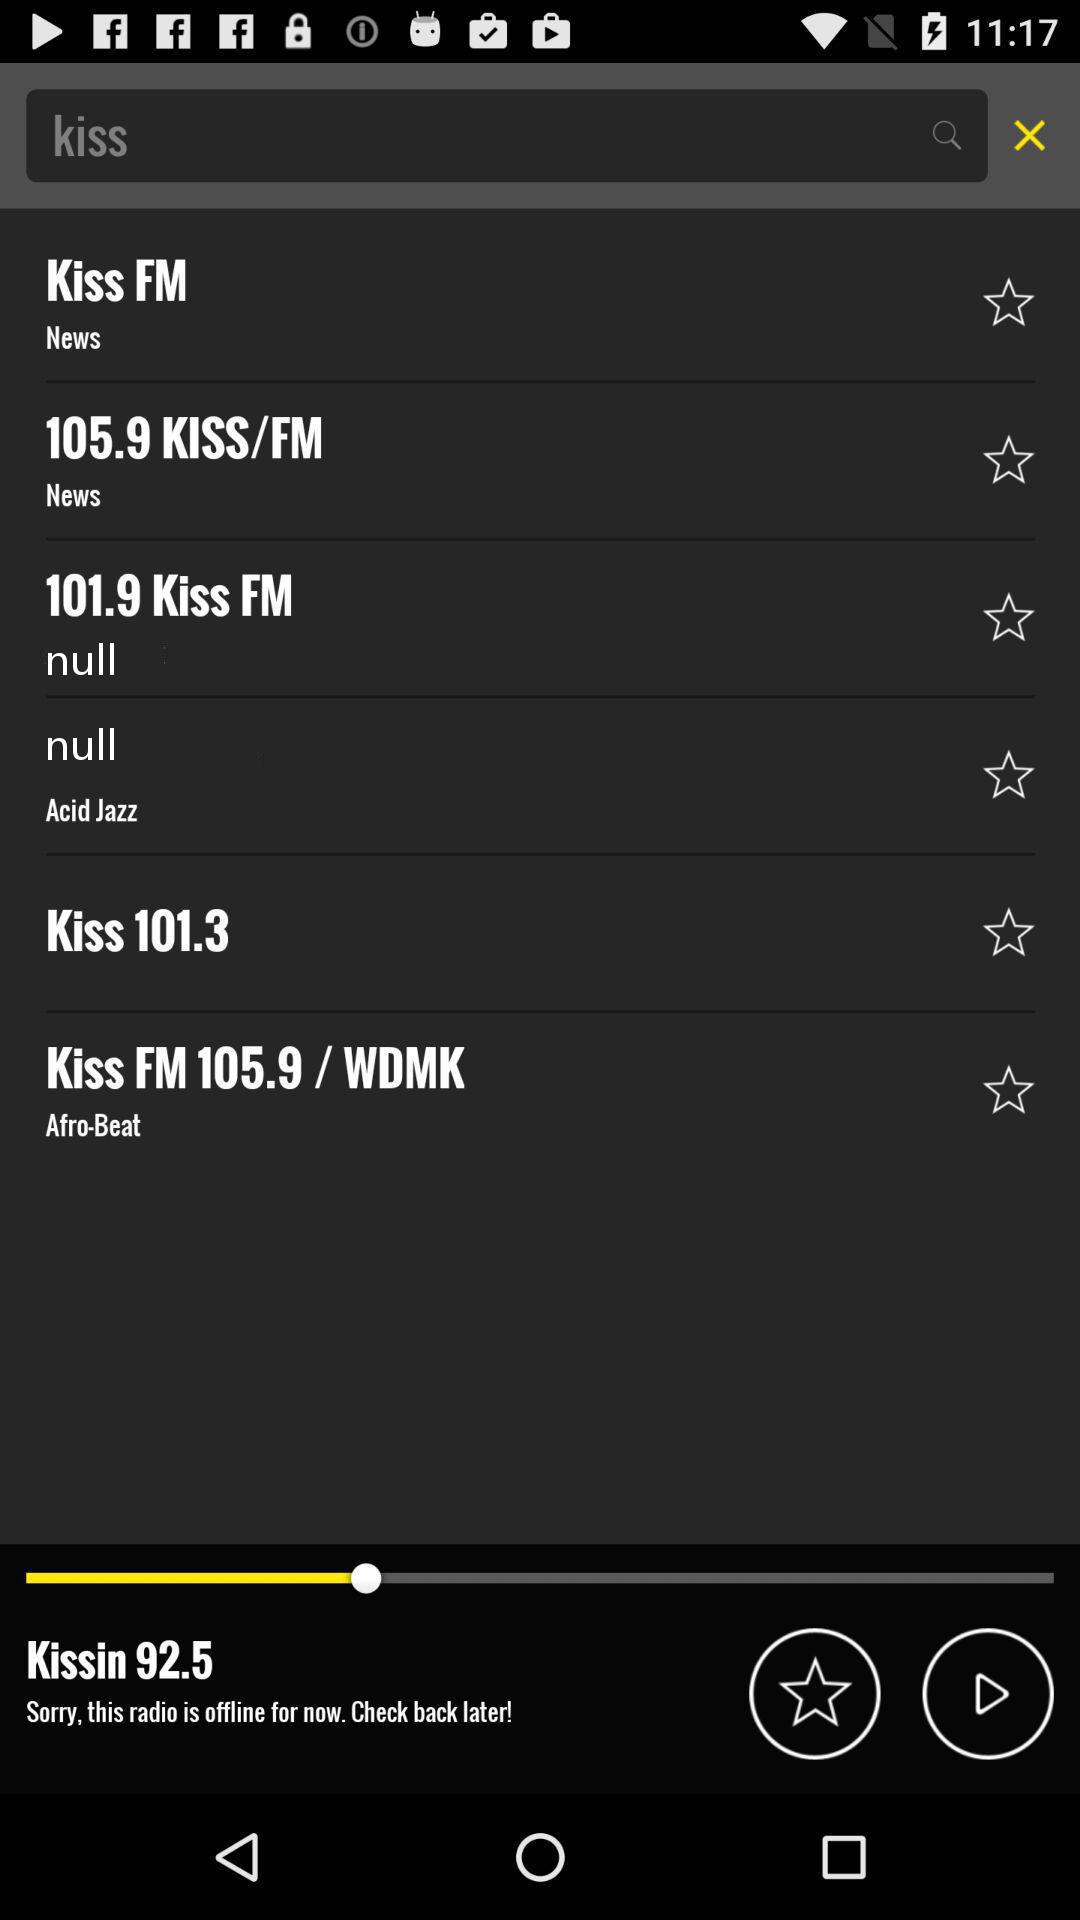 11:17
kiss
Kiss FM
News
105.9 KISS/FM
News
101.9 Kiss FM
null
null
Acid Jazz
Kiss 101.3
Kiss FM 105.9 / WDMK
Afro-Beat
Kissin 92.5
Sorry, this radio is offline for now. Check back later!